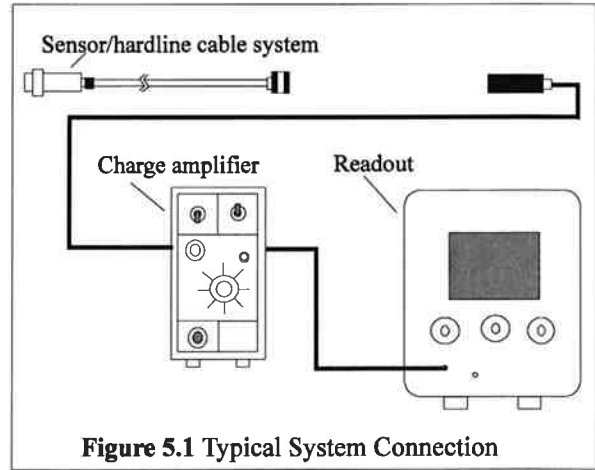 Sensor/hardline cable system
Charge amplifier
Readout
Figure 5.1 Typical System Connection